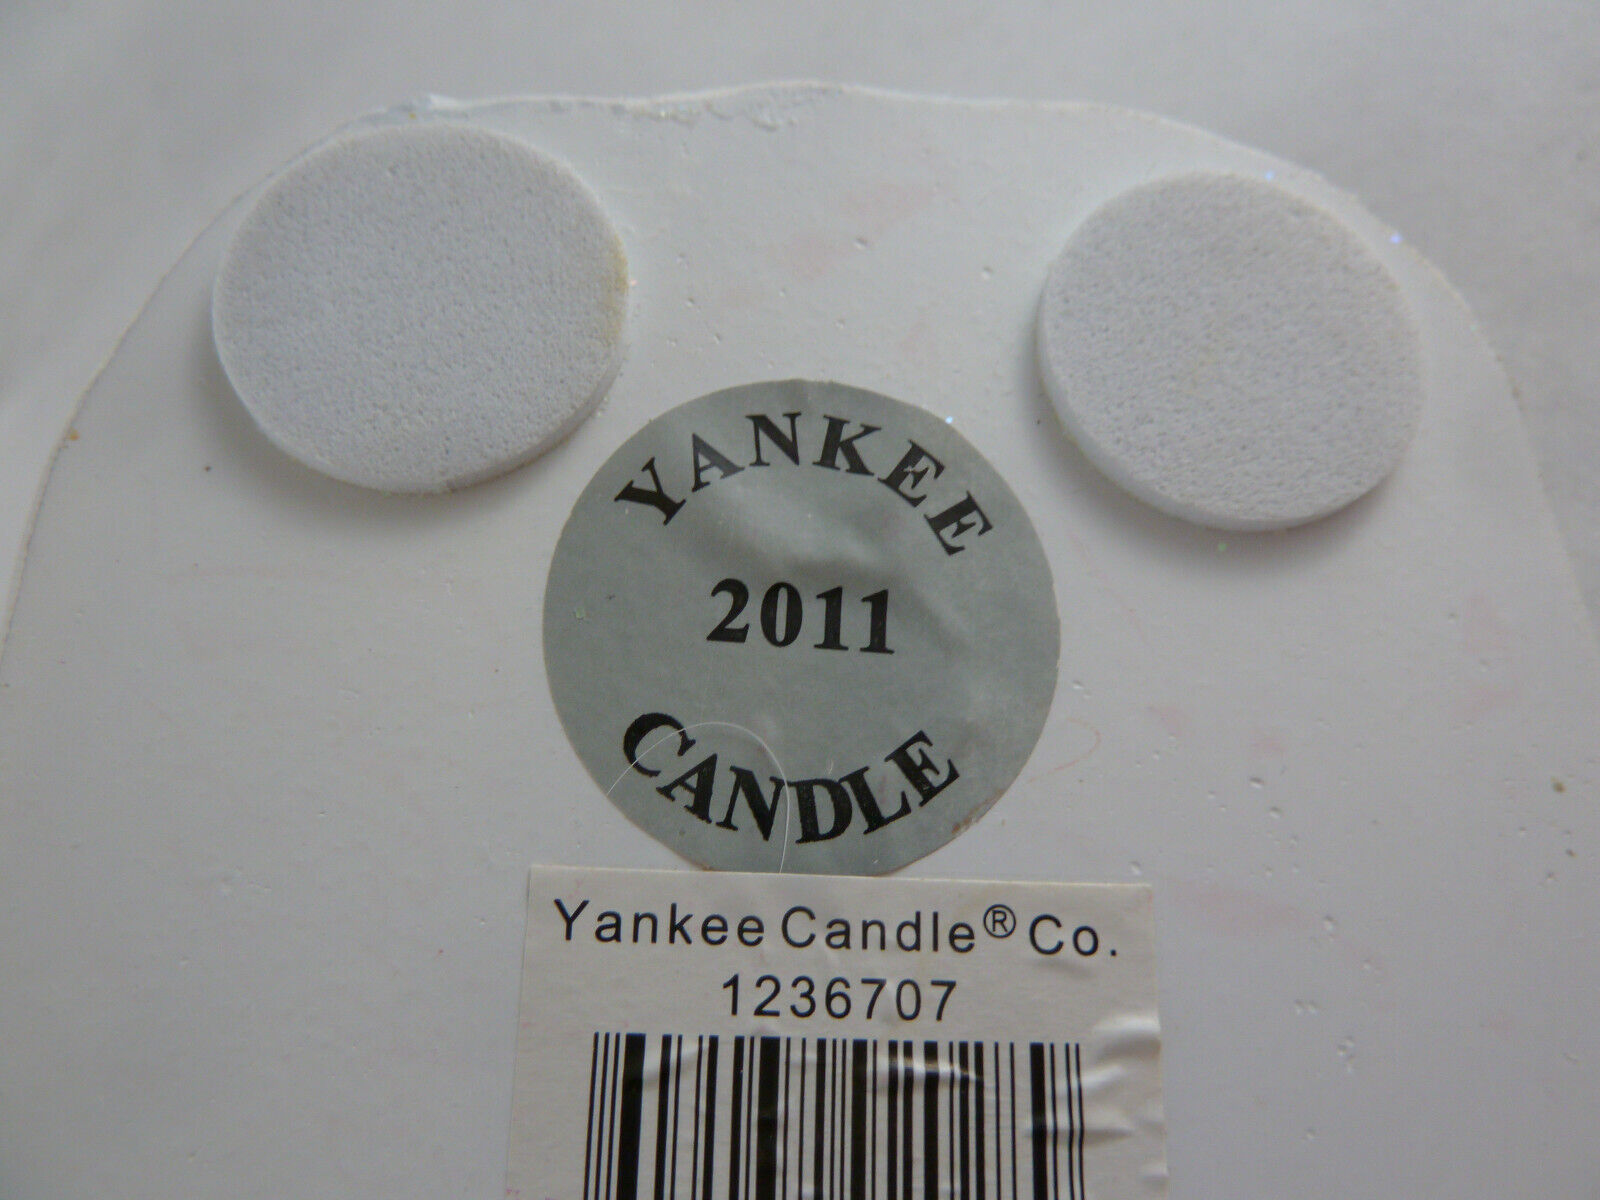 YANKEE
2011
CANDLE
Yankee Candle® Co.
1236707